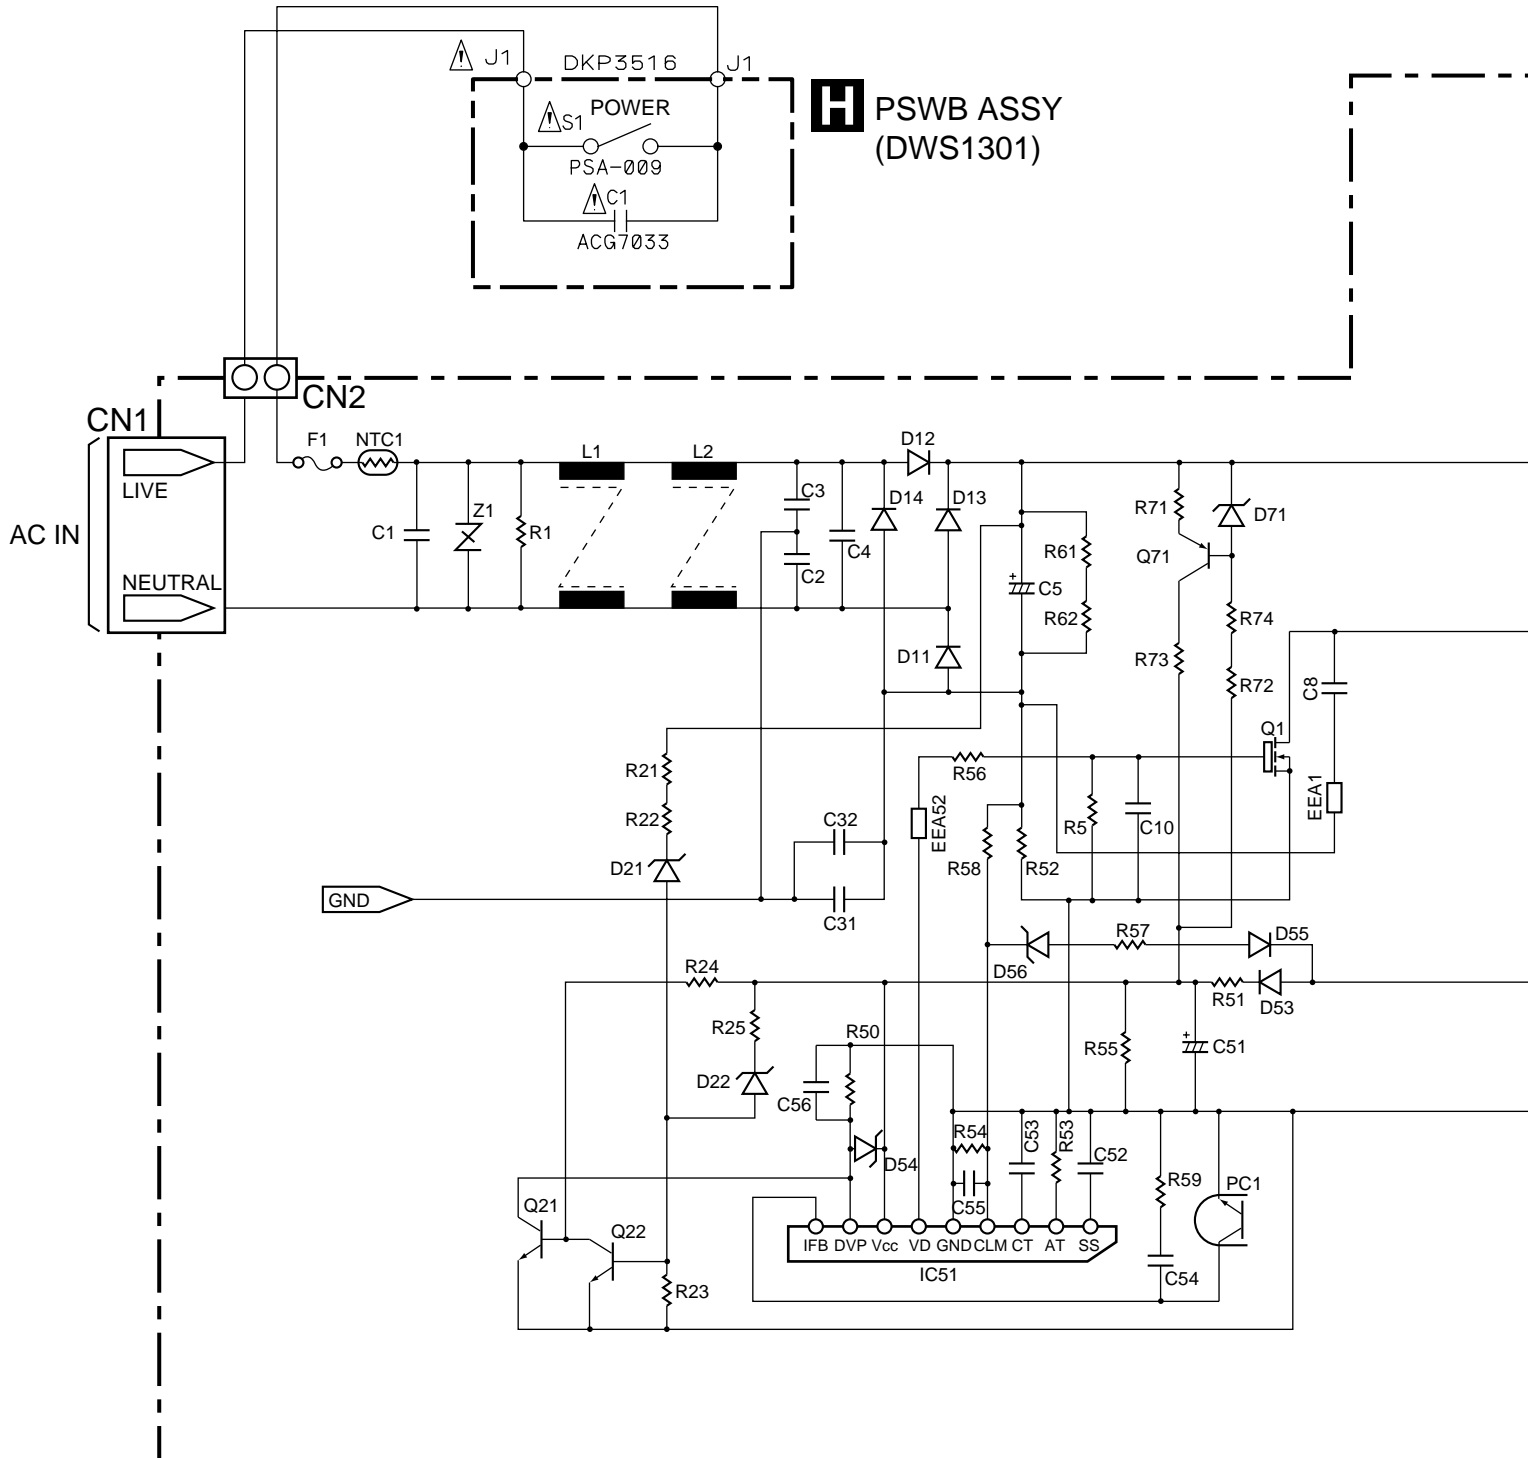 J1 DKP3516 J1
H PSWB ASSY
(DWS1301)
POWER
S1
PSA-009
C1
ACG7033
CN2
CN1
F1 NTC1 L1 L2 D12
LIVE
C3 D14 D13 R71 D71
AC IN
C1 Z1 R1 C4 R61 Q71
NEUTRAL
C2 C5
R62 R74
D11 R73
R72 C8
Q1
R21 R56
EEA1
R22 C32 EEA52 R5 C10
D21 R58 R52
GND
C31
R57 D55
D56
R24
R51 D53
R25 R50 R55 C51
D22
C56
R54 C53 R53 C52
D54
R59 PC1
C55
Q21
Q22
IFB DVP Vcc VD GND CLM CT AT SS
IC51 C54
R23